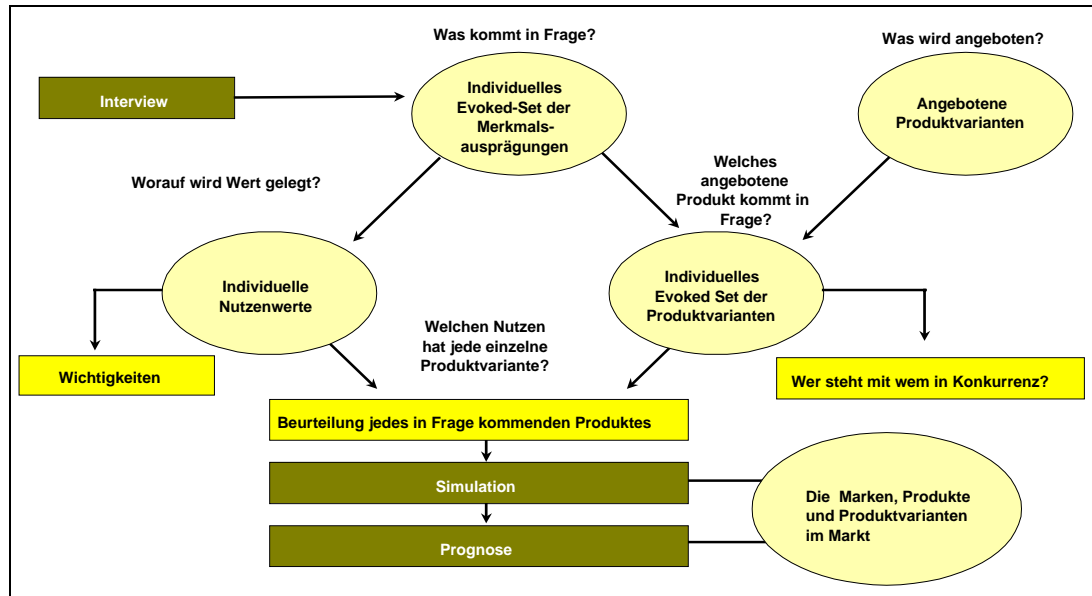 Was kommt in Frage?
Was wird angeboten?
Interview
Individuelles
Evoked-Set der
Merkmals-
ausprägungen
Angebotene
Produktvarianten
Worauf wird Wert gelegt?
Welches
angebotene
Produkt kommt in
Frage?
Individuelle
Nutzenwerte
Individuelles
Evoked Set der
Produktvarianten
Welchen Nutzen
hat jede einzelne
Produktvariante?
Wichtigkeiten
Wer steht mit wem in Konkurrenz?
Beurteilung jedes in Frage kommenden Produktes
Simulation
Die Marken, Produkte
und Produktvarianten
im Markt
Prognose